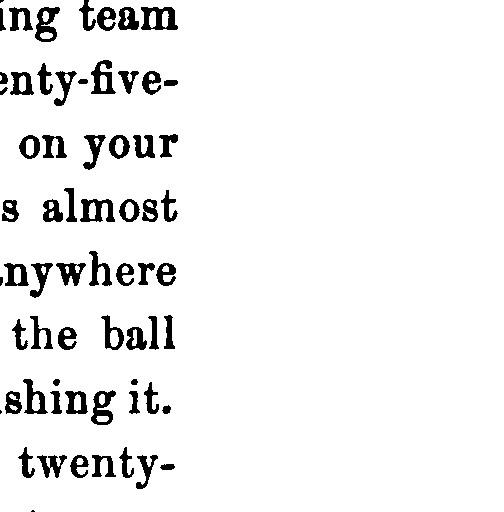 ing team
enty-five-
on your
s almost
nywhere
the ball
shing it.
twenty-